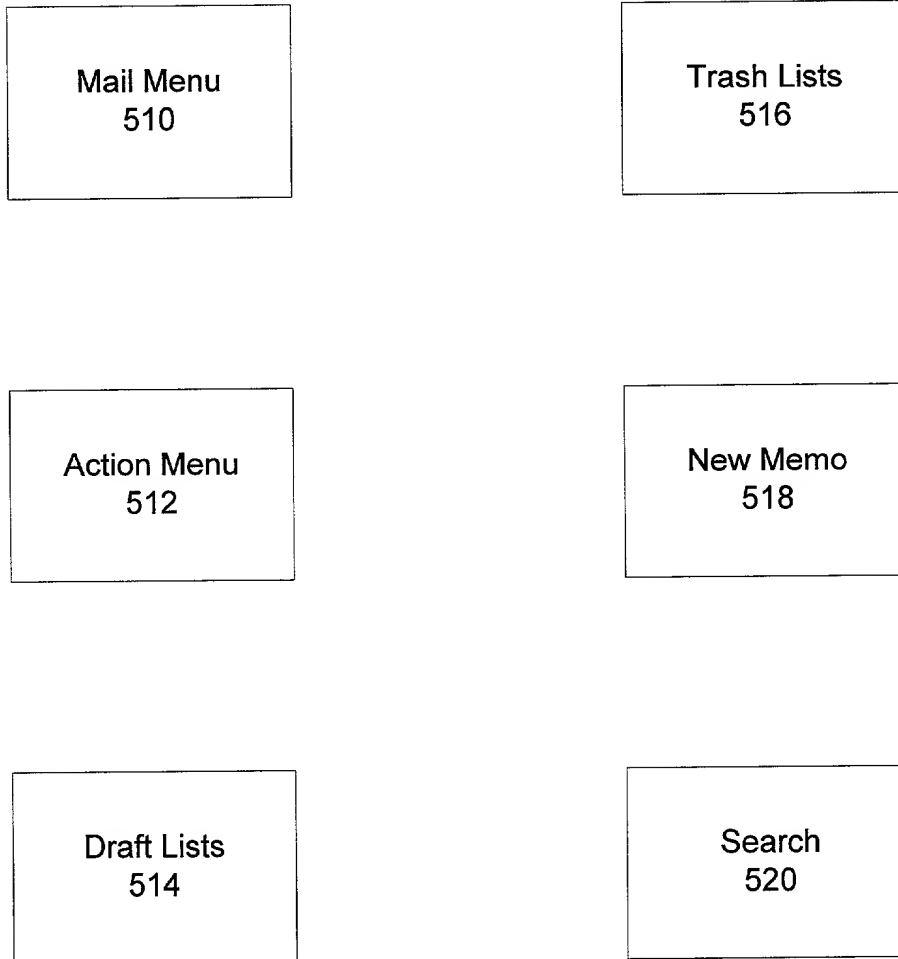 Mail Menu
510
Trash Lists
516
Action Menu
512
New Memo
518
Draft Lists
514
Search
520